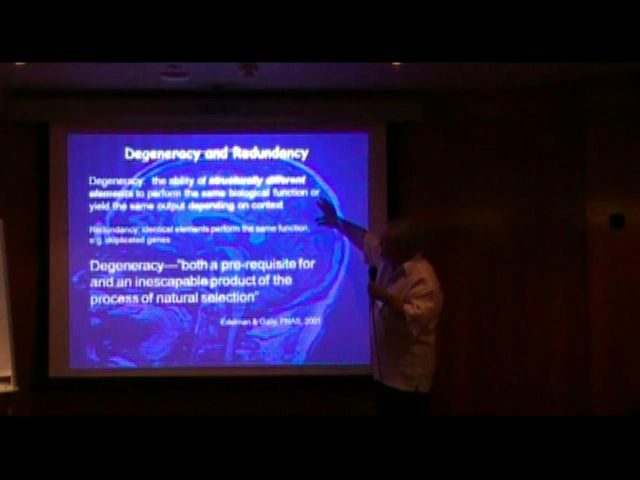 Degeneracy and Redundancy
Degeneracy: the ability of structurally different
elements to perform the same biological function or
yield the same output depending on context
Redundancy: identical elements perform the same function,
e.g. duplicated genes
Degeneracy—"both a pre-requisite for
and an inescapable product of the
process of natural selection"
Edelman & Gally, PNAS, 2001